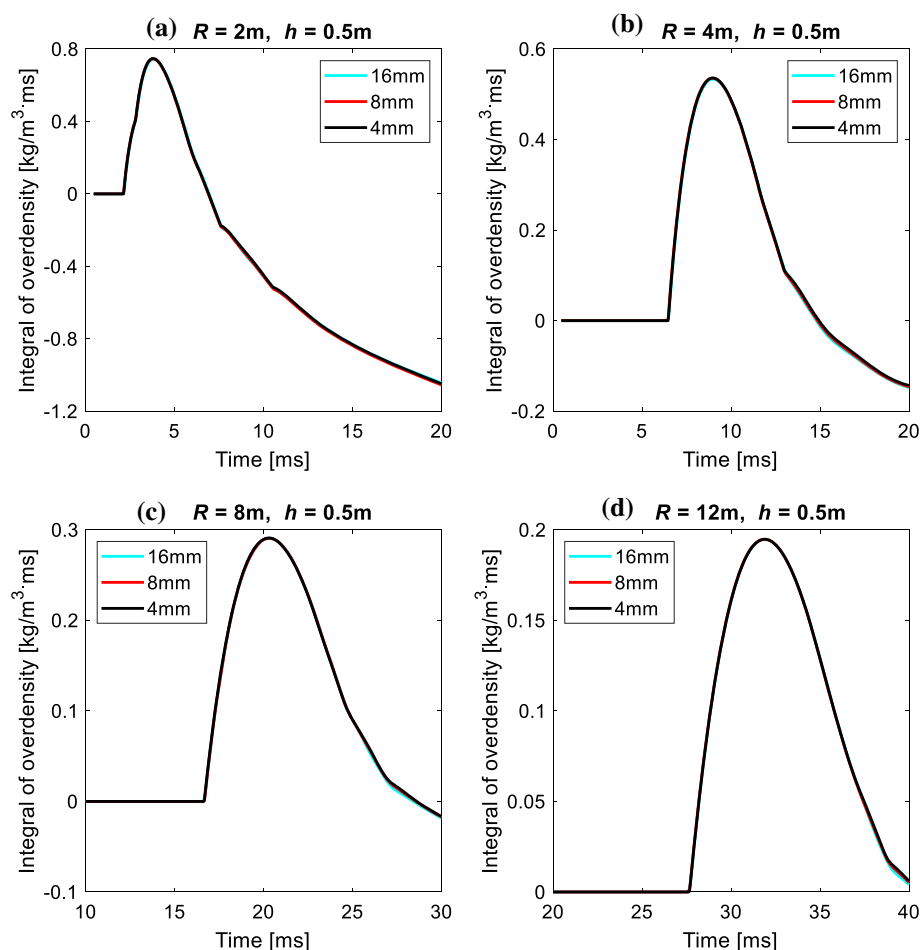 (a) R = 2m, h = 0.5m
Integral of overdensity [kg/m³·ms]
0.8
0.4
0
-0.4
-0.8
-1.2
0 5 10 15 20
Time [ms]
16mm
8mm
4mm
(b) R = 4m, h = 0.5m
Integral of overdensity [kg/m³·ms]
0.6
0.4
0.2
0
-0.2
0 5 10 15 20
Time [ms]
16mm
8mm
4mm
(c) R = 8m, h = 0.5m
Integral of overdensity [kg/m³·ms]
0.3
0.2
0.1
0
-0.1
10 15 20 25 30
Time [ms]
16mm
8mm
4mm
(d) R = 12m, h = 0.5m
Integral of overdensity [kg/m³·ms]
0.2
0.15
0.1
0.05
0
20 25 30 35 40
Time [ms]
16mm
8mm
4mm